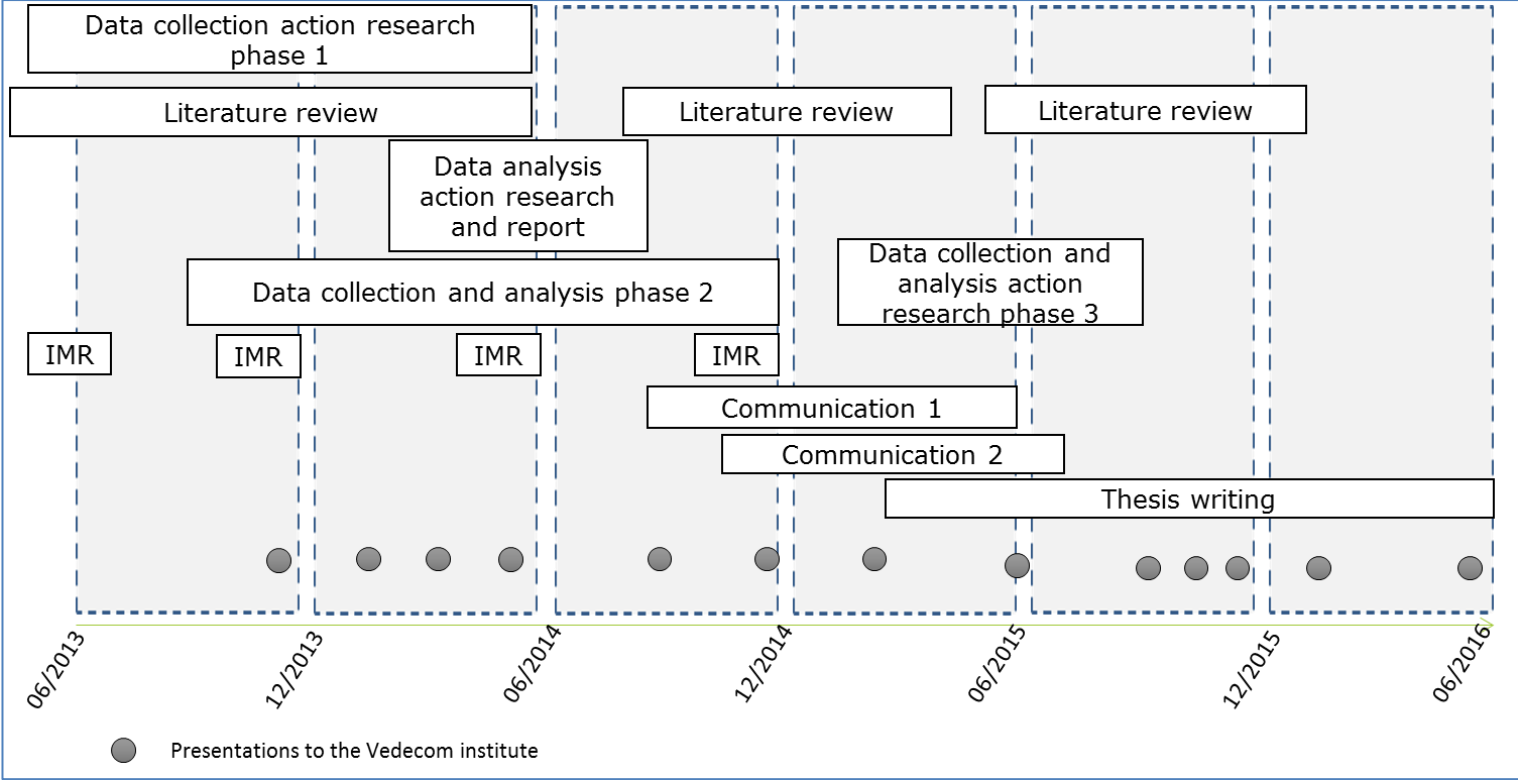 Data collection action research
phase 1
Literature review
Literature review
Literature review
Data analysis
action research
and report
Data collection and
analysis action
research phase 3
Data collection and analysis phase 2
IMR
IMR
IMR
IMR
Communication 1
Communication 2
Thesis writing
06/2013
12/2013
06/2014
12/2014
06/2015
12/2015
06/2016
Presentations to the Vedecom institute